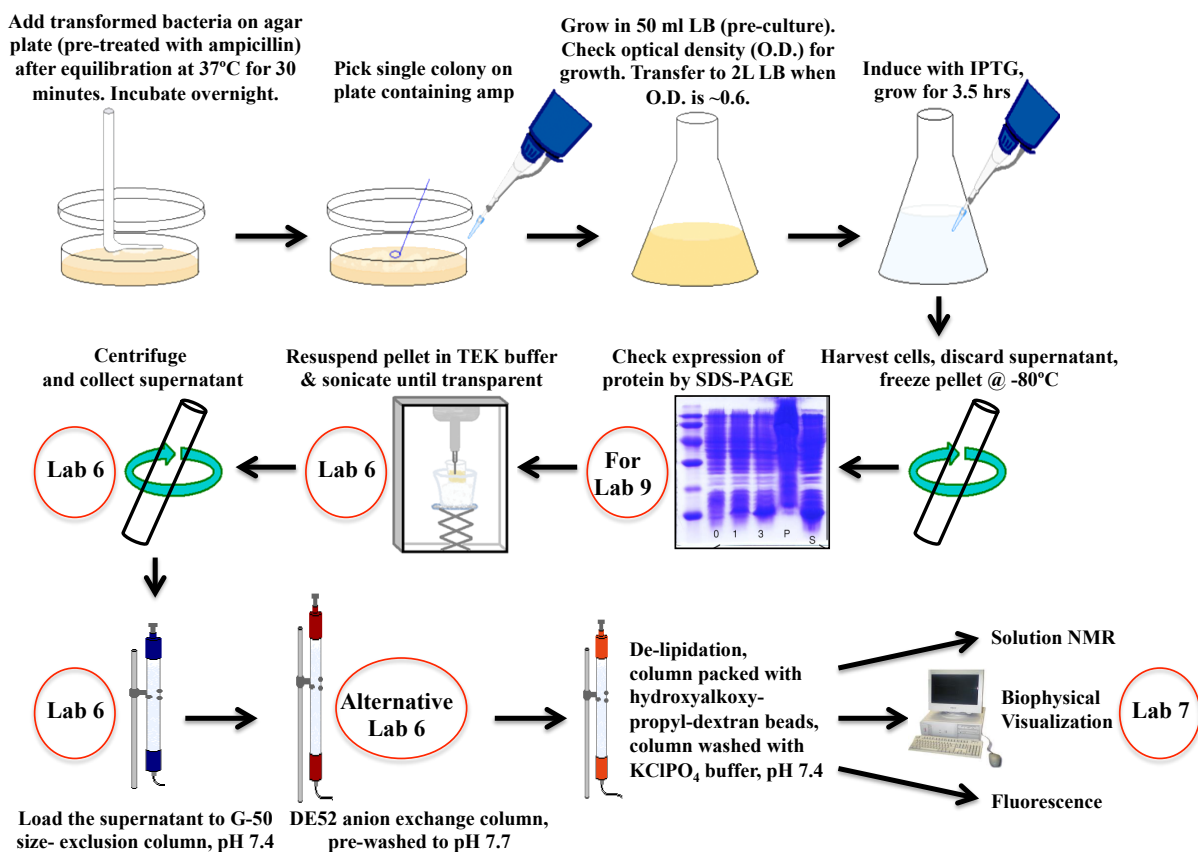 Add transformed bacteria on agar
plate (pre-treated with ampicillin)
after equilibration at 37ºC for 30
minutes. Incubate overnight.
Pick single colony on
plate containing amp
Grow in 50 ml LB (pre-culture).
Check optical density (O.D.) for
growth. Transfer to 2L LB when
O.D. is ~0.6.
Induce with IPTG,
grow for 3.5 hrs
Centrifuge
and collect supernatant
Lab 6
Resuspend pellet in TEK buffer
& sonicate until transparent
Lab 6
Check expression of
protein by SDS-PAGE
For
Lab 9
0 1 3 P S
Harvest cells, discard supernatant,
freeze pellet @ -80ºC
Lab 6
Load the supernatant to G-50
size- exclusion column, pH 7.4
Alternative
Lab 6
DE52 anion exchange column,
pre-washed to pH 7.7
De-lipidation,
column packed with
hydroxyalkoxy-
propyl-dextran beads,
column washed with
KClPO₄ buffer, pH 7.4
Solution NMR
Biophysical
Visualization
Lab 7
Fluorescence